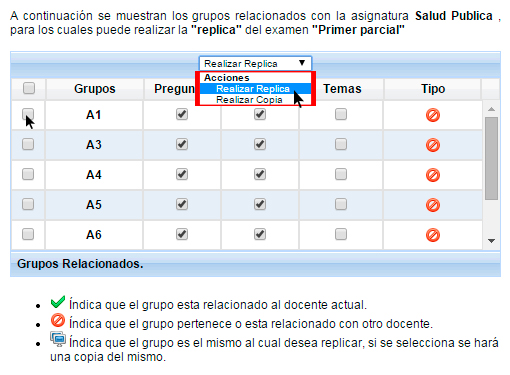 A continuación se muestran los grupos relacionados con la asignatura Salud Publica ,
para los cuales puede realizar la "replica" del examen "Primer parcial"
Realizar Replica
Acciones
Realizar Replica
Realizar Copia
Grupos Pregun Temas Tipo
A1
A3
A4
A5
A6
Grupos Relacionados.
Índica que el grupo esta relacionado al docente actual.
Índica que el grupo pertenece o esta relacionado con otro docente.
Índica que el grupo es el mismo al cual desea replicar, si se selecciona se hará
una copia del mismo.